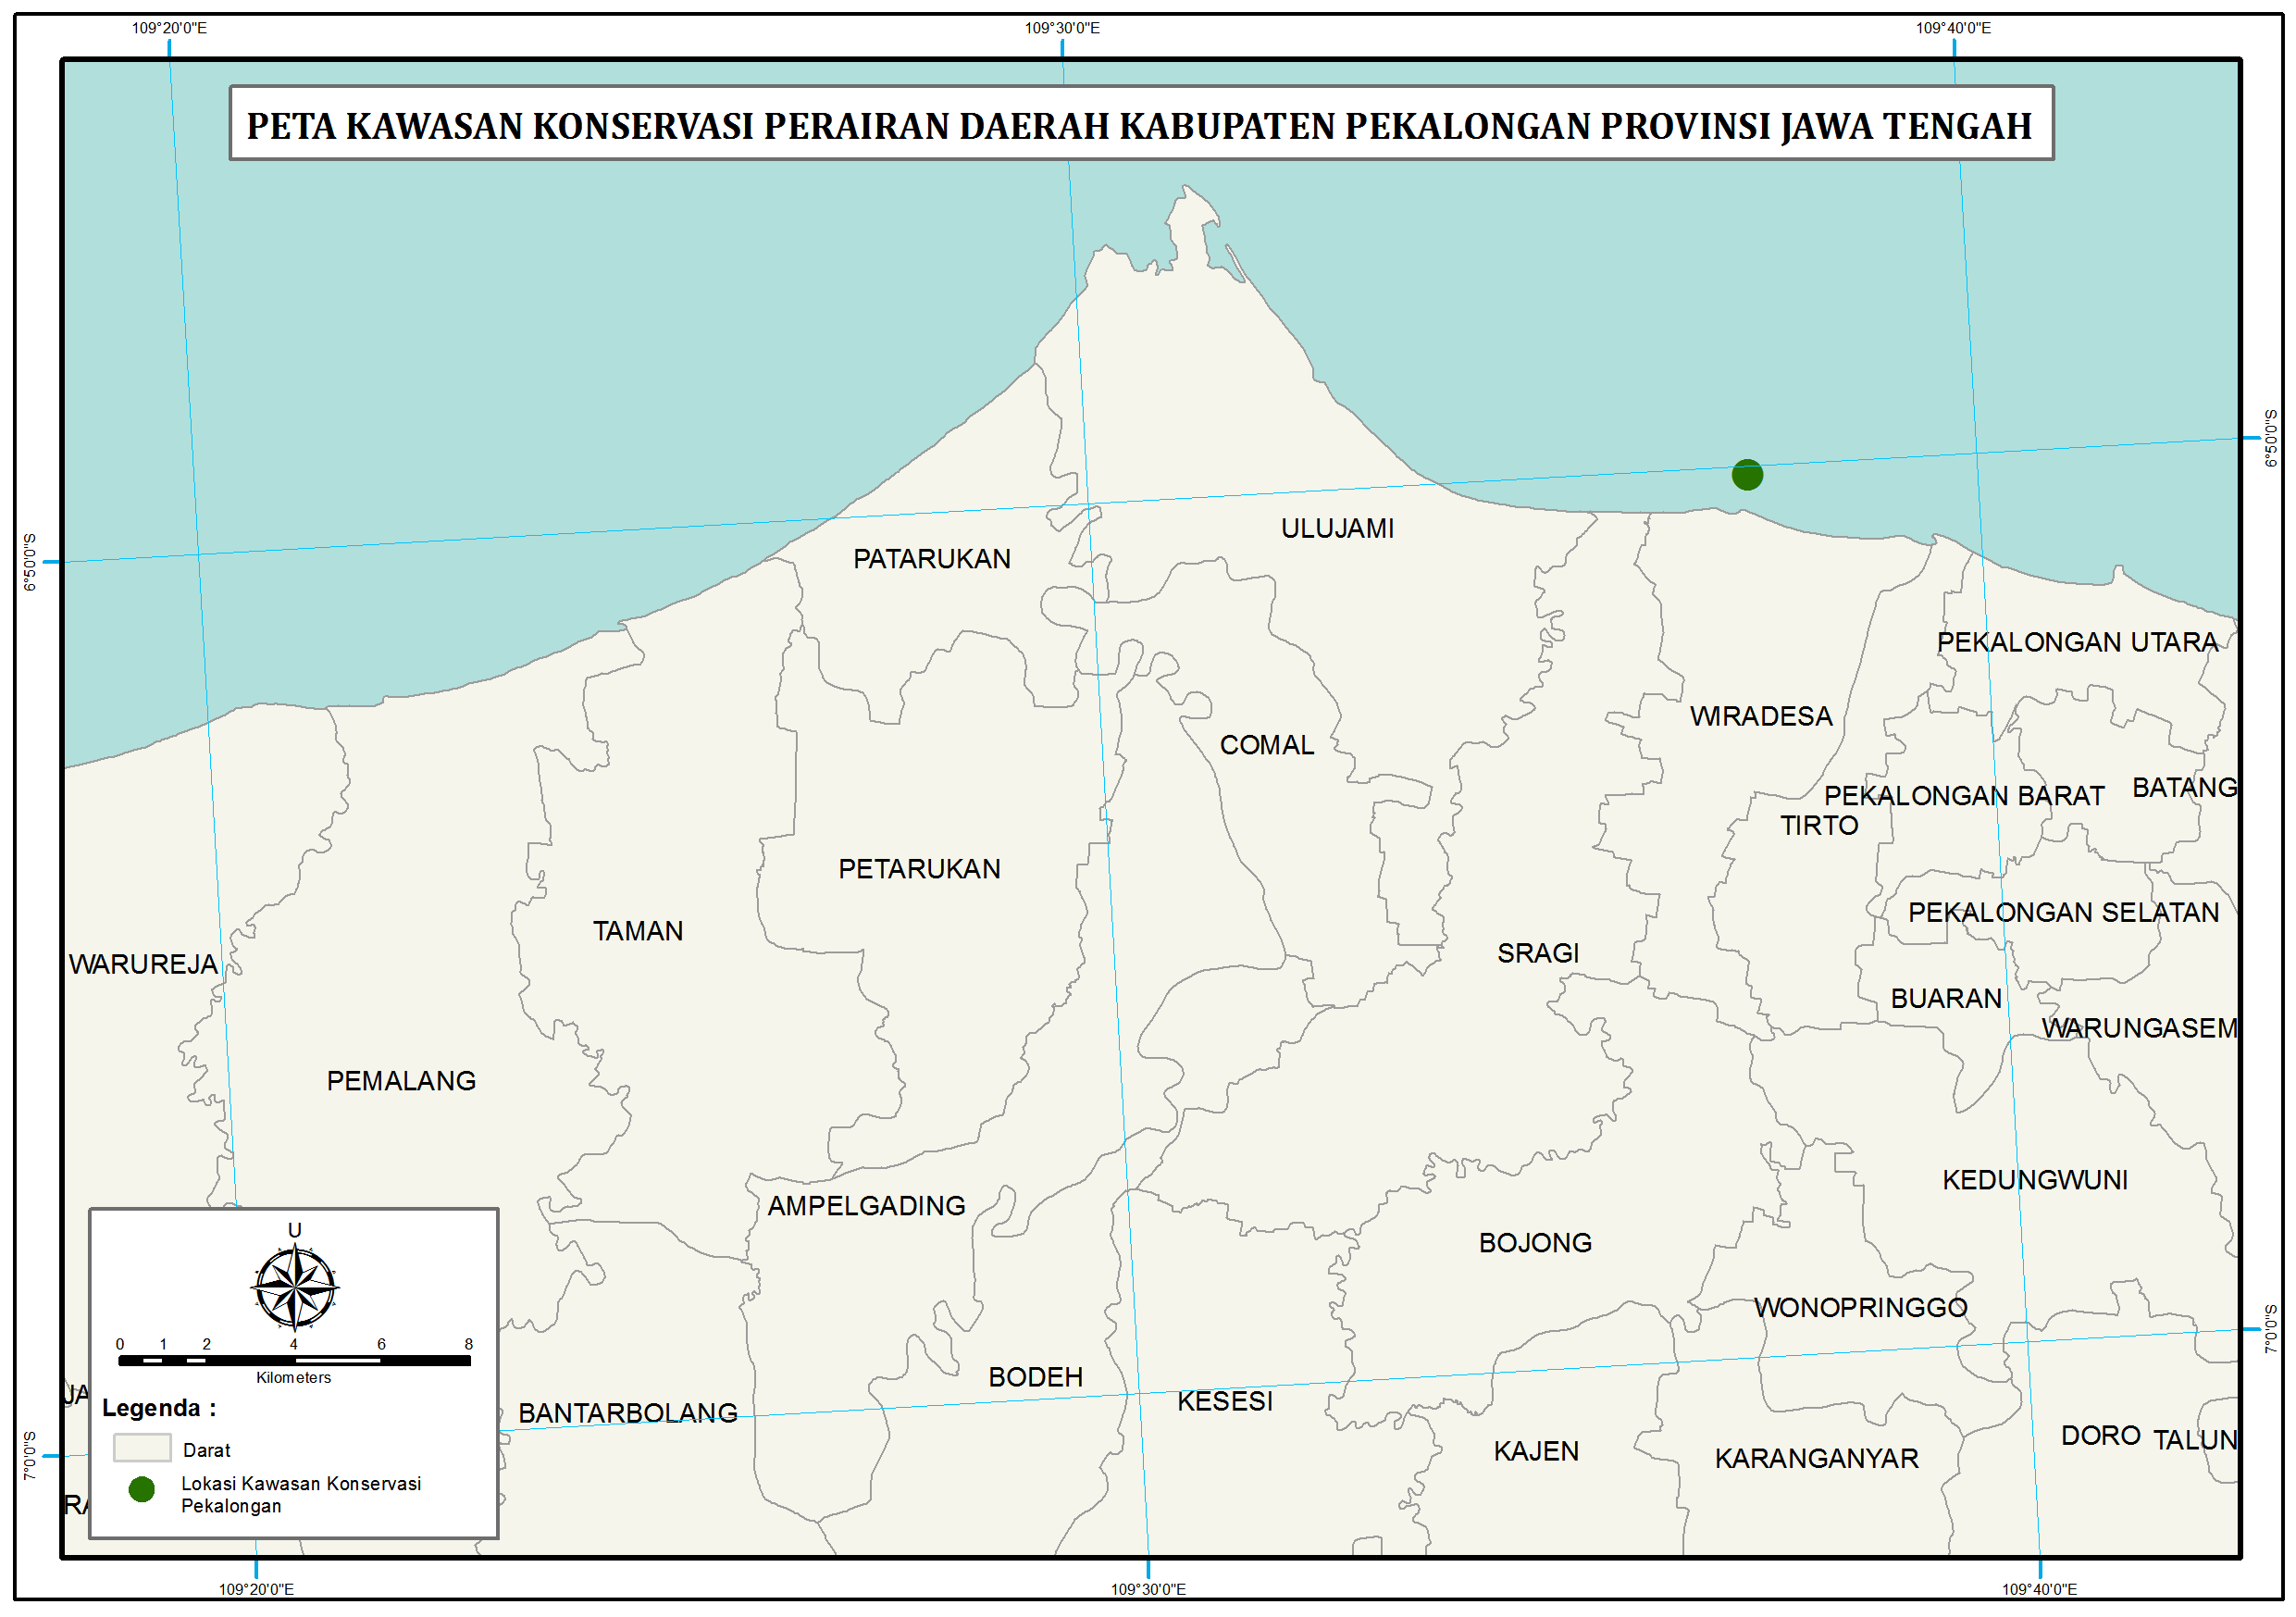 109°20'0"E
109°30'0"E
109°40'0"E
PETA KAWASAN KONSERVASI PERAIRAN DAERAH KABUPATEN PEKALONGAN PROVINSI JAWA TENGAH
6°50'0"S
6°50'0"S
ULUJAMI
PATARUKAN
PEKALONGAN UTARA
WIRADESA
COMAL
BATANG
PEKALONGAN BARAT
TIRTO
PETARUKAN
PEKALONGAN SELATAN
TAMAN
SRAGI
WARUREJA
BUARAN
WARUNGASEM
PEMALANG
KEDUNGWUNI
AMPELGADING
BOJONG
WONOPRINGGO
7°0'0"S
BODEH
KESESI
BANTARBOLANG
DORO
TALUN
KAJEN
KARANGANYAR
7°0'0"S
U
0 1 2 4 6 8
Kilometers
JA
Legenda :
Darat
Lokasi Kawasan Konservasi
Pekalongan
109°20'0"E
109°30'0"E
109°40'0"E